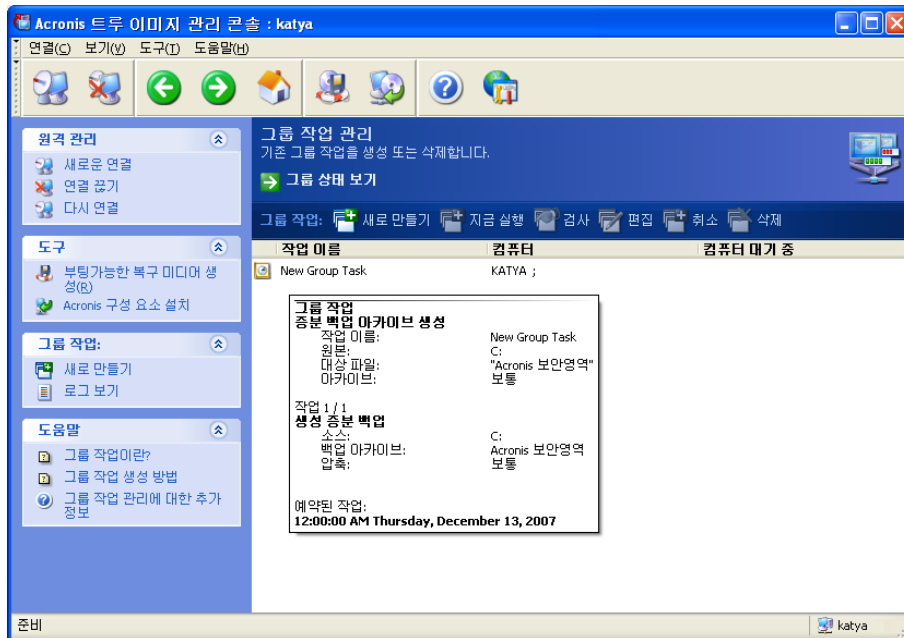 Acronis 트루 이미지 관리 콘솔 : katya
연결(C) 보기(V) 도구(T) 도움말(H)
원격 관리
새로운 연결
연결 끊기
다시 연결
도구
부팅가능한 복구 미디어 생
성(R)
Acronis 구성 요소 설치
그룹 작업:
새로 만들기
로그 보기
도움말
그룹 작업이란?
그룹 작업 생성 방법
그룹 작업 관리에 대한 추가
정보
그룹 작업 관리
기존 그룹 작업을 생성 또는 삭제합니다.
그룹 상태 보기
그룹 작업: 새로 만들기 지금 실행 검사 편집 취소 삭제
작업 이름 컴퓨터 컴퓨터 대기 중
New Group Task KATYA ;
그룹 작업
증분 백업 아카이브 생성
작업 이름: New Group Task
원본: C:
대상 파일: "Acronis 보안영역"
아카이브: 보통
작업 1 / 1
생성 증분 백업
소스: C:
백업 아카이브: Acronis 보안영역
압축: 보통
예약된 작업:
12:00:00 AM Thursday, December 13, 2007
준비 katya